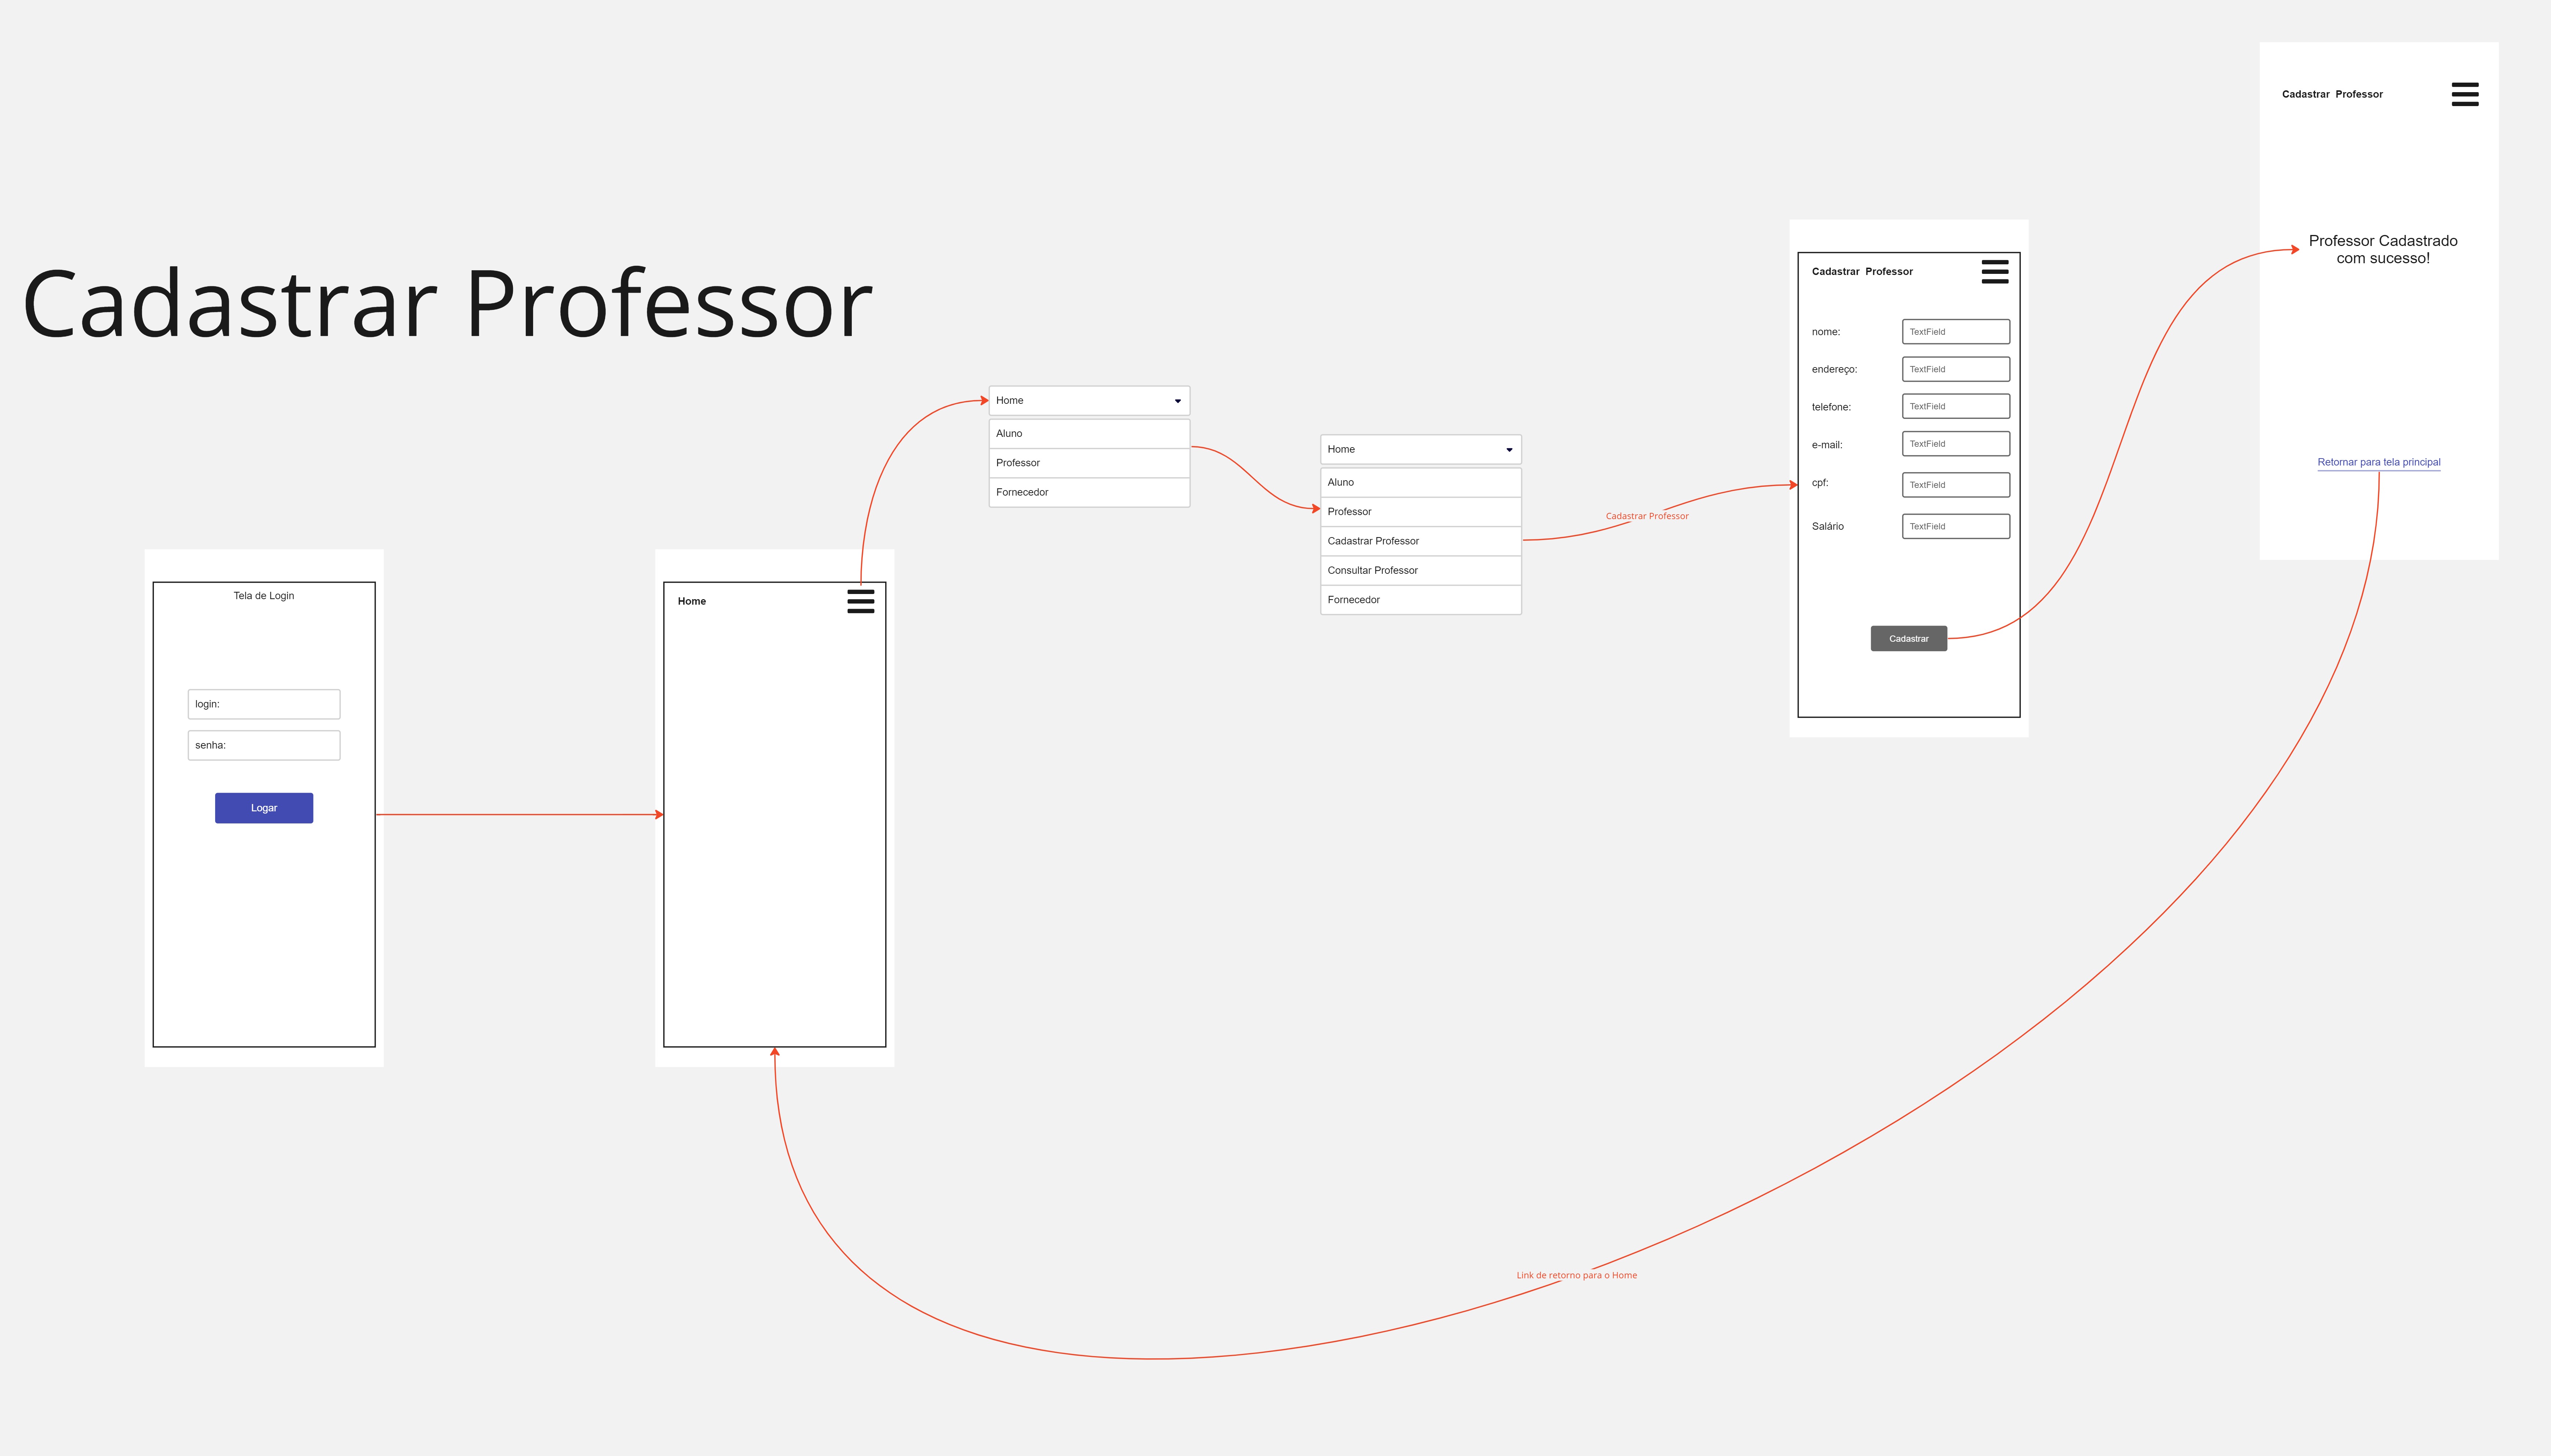 Cadastrar Professor
Tela de Login
login:
senha:
Logar
Home
Home
Aluno
Professor
Fornecedor
Home
Aluno
Professor
Cadastrar Professor
Consultar Professor
Fornecedor
Cadastrar Professor
Cadastrar Professor
nome:
TextField
endereço:
TextField
telefone:
TextField
e-mail:
TextField
cpf:
TextField
Salário
TextField
Cadastrar
Cadastrar Professor
Professor Cadastrado
com sucesso!
Retornar para tela principal
Link de retorno para o Home